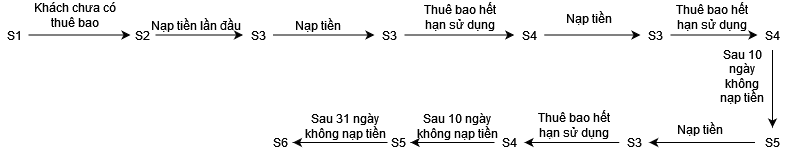 Khách chưa có
thuê bao
Nạp tiền lần đầu
Nạp tiền
Thuê bao hết
hạn sử dụng
Nạp tiền
Thuê bao hết
hạn sử dụng
S1
S2
S3
S3
S4
S3
S4
Sau 10
ngày
không
nạp tiền
Sau 31 ngày
không nạp tiền
Sau 10 ngày
không nạp tiền
Thuê bao hết
hạn sử dụng
Nạp tiền
S6
S5
S4
S3
S5